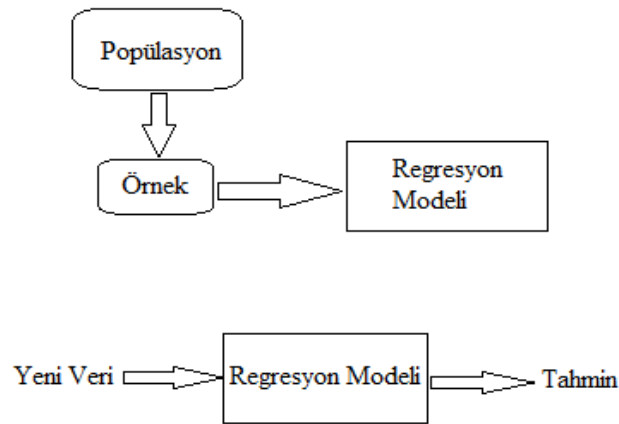 Popülasyon
Örnek
Regresyon
Modeli
Yeni Veri
Regresyon Modeli
Tahmin